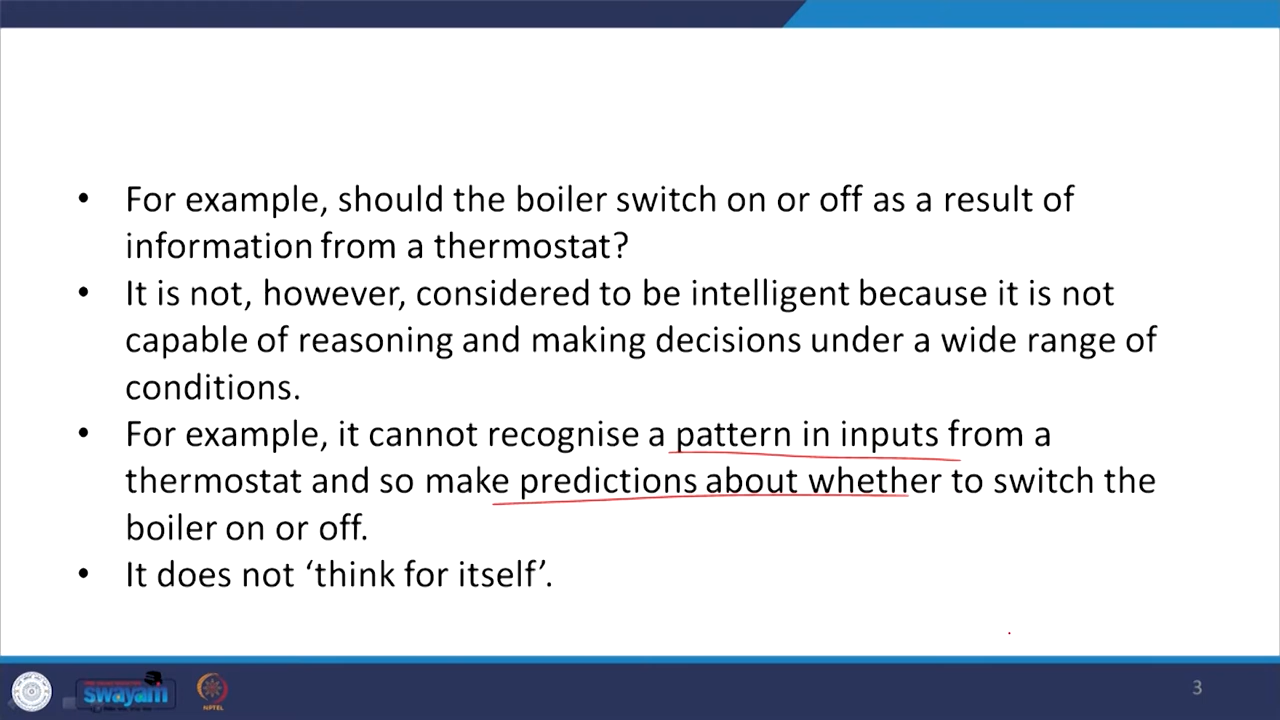 • For example, should the boiler switch on or off as a result of
information from a thermostat?
• It is not, however, considered to be intelligent because it is not
capable of reasoning and making decisions under a wide range of
conditions.
• For example, it cannot recognise a pattern in inputs from a
thermostat and so make predictions about whether to switch the
boiler on or off.
• It does not ‘think for itself’.
swayam
NPTEL
3